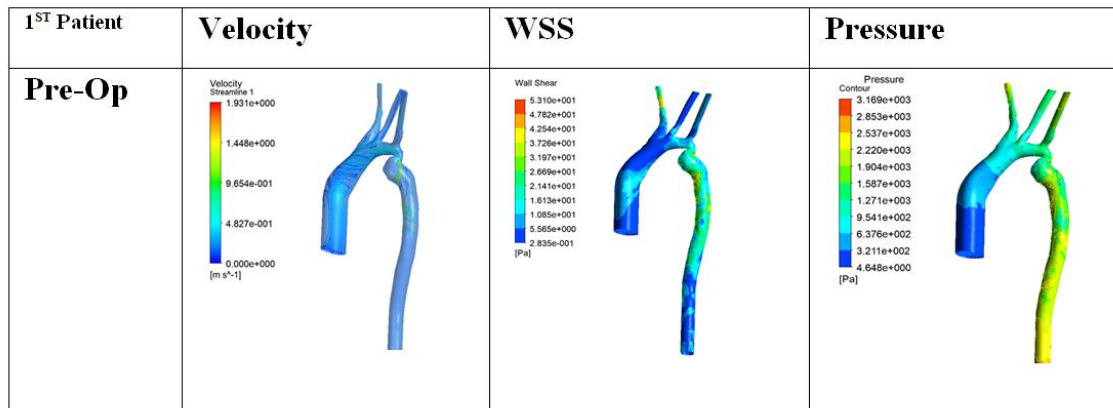 1ST Patient
Velocity
WSS
Pressure
Pre-Op
Velocity
Streamline 1
1.931e+000
1.448e+000
9.654e-001
4.827e-001
0.000e+000
[m s^-1]
Wall Shear
5.310e+001
4.782e+001
4.254e+001
3.726e+001
3.197e+001
2.669e+001
2.141e+001
1.613e+001
1.085e+001
5.565e+000
2.835e-001
[Pa]
Pressure
Contour
3.169e+003
2.853e+003
2.537e+003
2.220e+003
1.904e+003
1.587e+003
1.271e+003
9.541e+002
6.376e+002
3.211e+002
4.648e+000
[Pa]